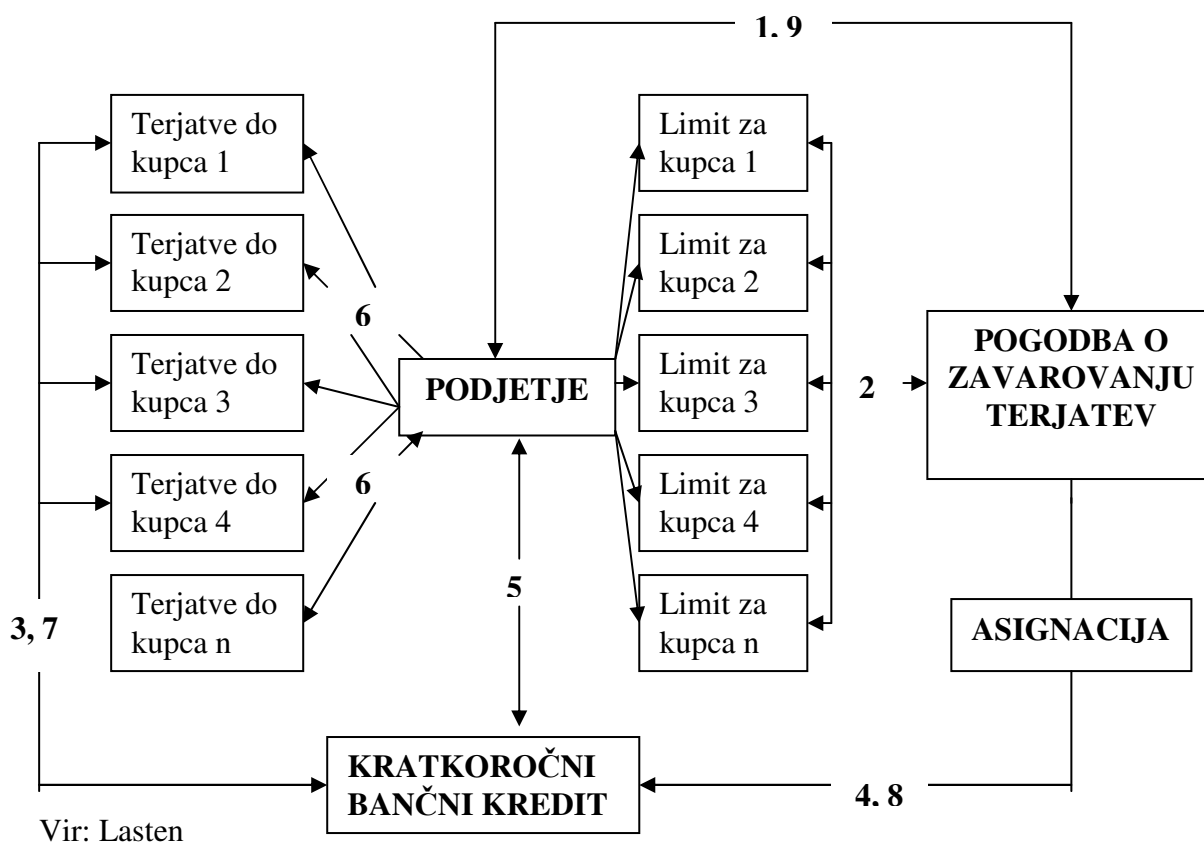 1, 9
Terjatve do
kupca 1
Limit za
kupca 1
Terjatve do
kupca 2
Limit za
kupca 2
6
Terjatve do
kupca 3
PODJETJE
Limit za
kupca 3
2
POGODBA O
ZAVAROVANJU
TERJATEV
6
Terjatve do
kupca 4
Limit za
kupca 4
5
Terjatve do
kupca n
Limit za
kupca n
3, 7
ASIGNACIJA
KRATKOROČNI
BANČNI KREDIT
4, 8
Vir: Lasten